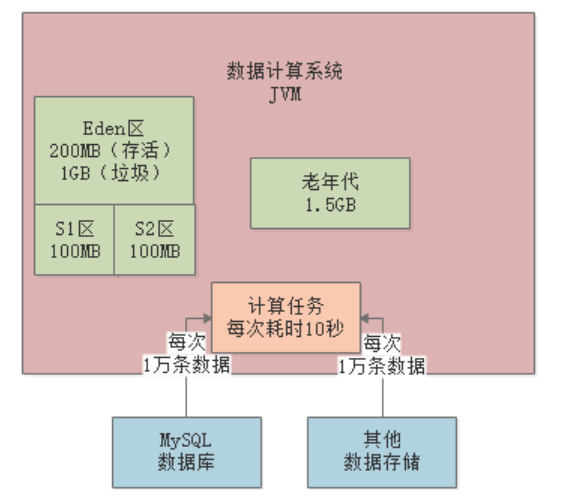 数据计算系统
JVM
Eden区
200MB（存活）
1GB（垃圾）
S1区
100MB
S2区
100MB
老年代
1.5GB
计算任务
每次耗时10秒
每次
1万条数据
每次
1万条数据
MySQL
数据库
其他
数据存储